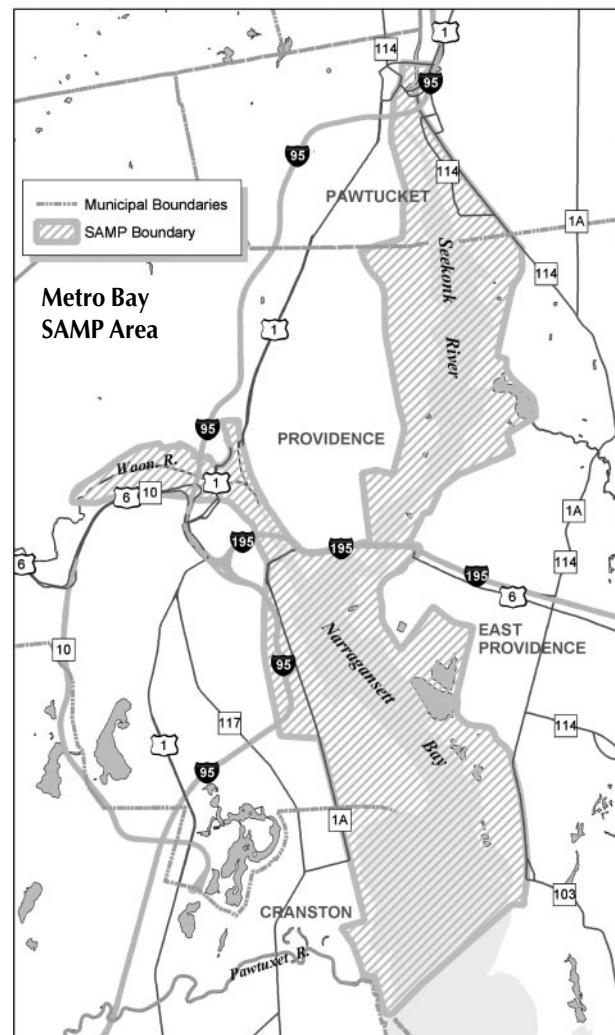 1
114
95
95
114
PAWTUCKET
1A
Municipal Boundaries
SAMP Boundary
Seekonk
River
114
Metro Bay
SAMP Area
1
95
PROVIDENCE
Woon. R.
1
10
6
1A
195
195
114
6
195
6
EAST
PROVIDENCE
Narragansett
Bay
10
95
117
114
1
95
1A
103
CRANSTON
Pawtuxet R.